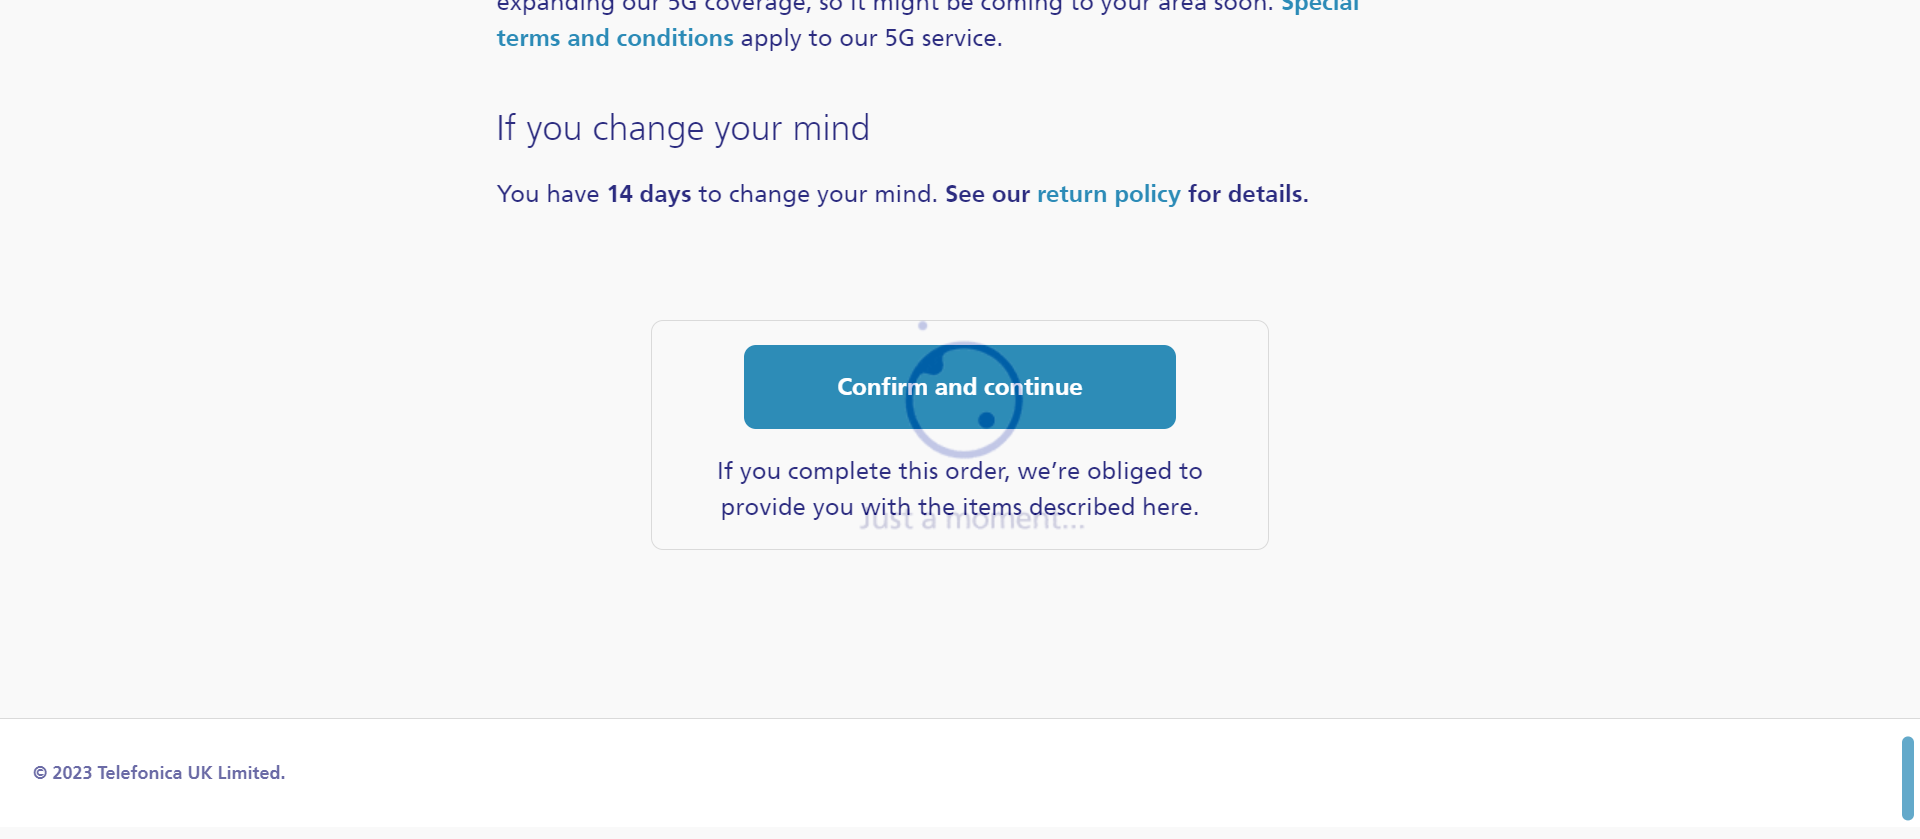 expanding our 5G coverage, so it might be coming to your area soon. Special
terms and conditions apply to our 5G service.
If you change your mind
You have 14 days to change your mind. See our return policy for details.
Confirm and continue
If you complete this order, we’re obliged to
provide you with the items described here.
Just a moment...
© 2023 Telefonica UK Limited.